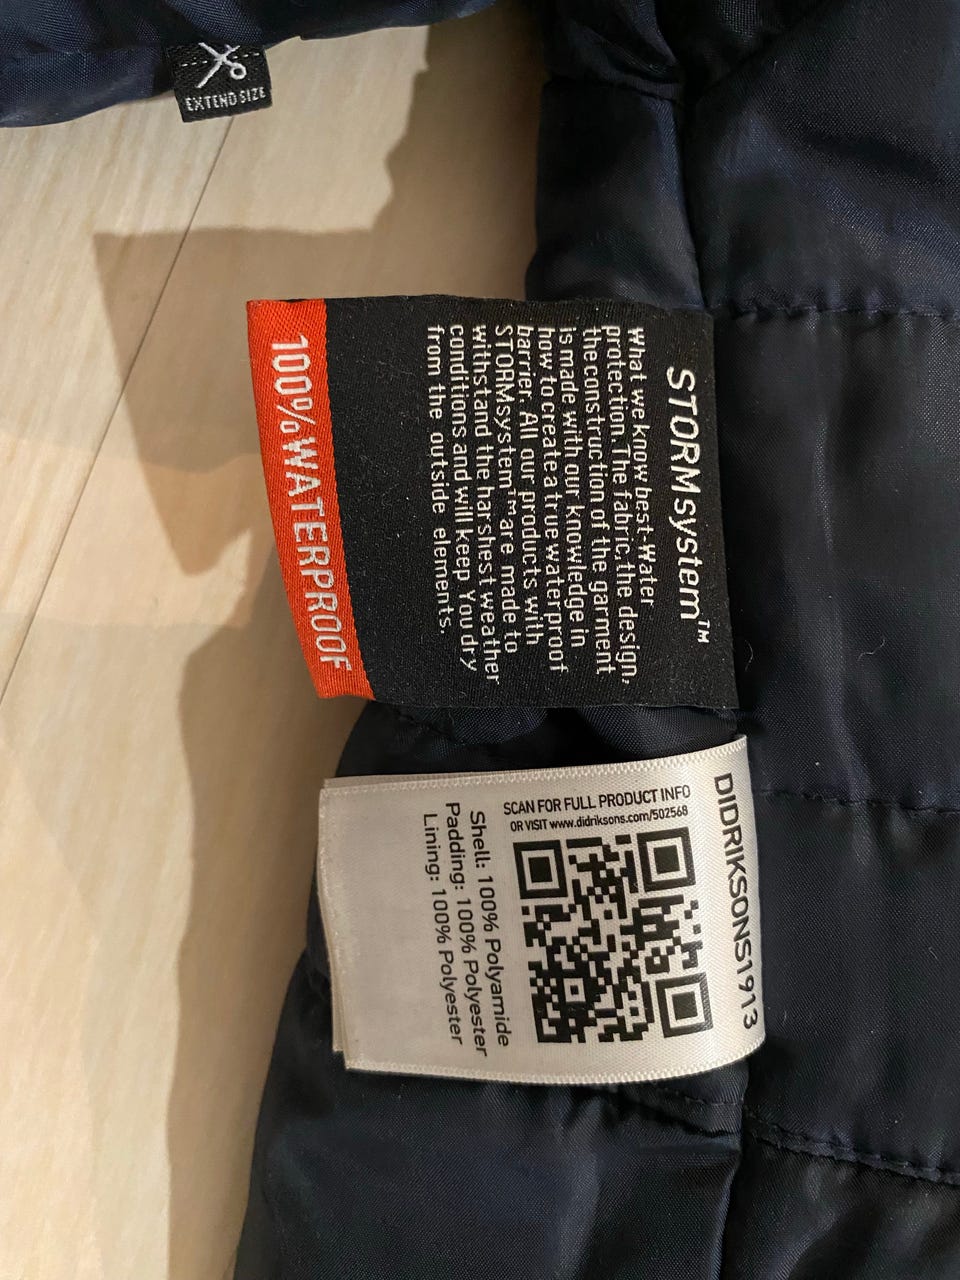 EXTEND SIZE
STORMsystem™
What we know best-Water
protection.The fabric,the design,
the construction of the garment
is made with our knowledge in
how to create a true waterproof
barrier. All our products with
STORMsystem™are made to
withstand the harshest weather
conditions and will keep You dry
from the outside elements.
100% WATERPROOF
DIDRIKSONS1913
SCAN FOR FULL PRODUCT INFO
OR VISIT www.didriksons.com/502568
Shell: 100% Polyamide
Padding: 100% Polyester
Lining: 100% Polyester